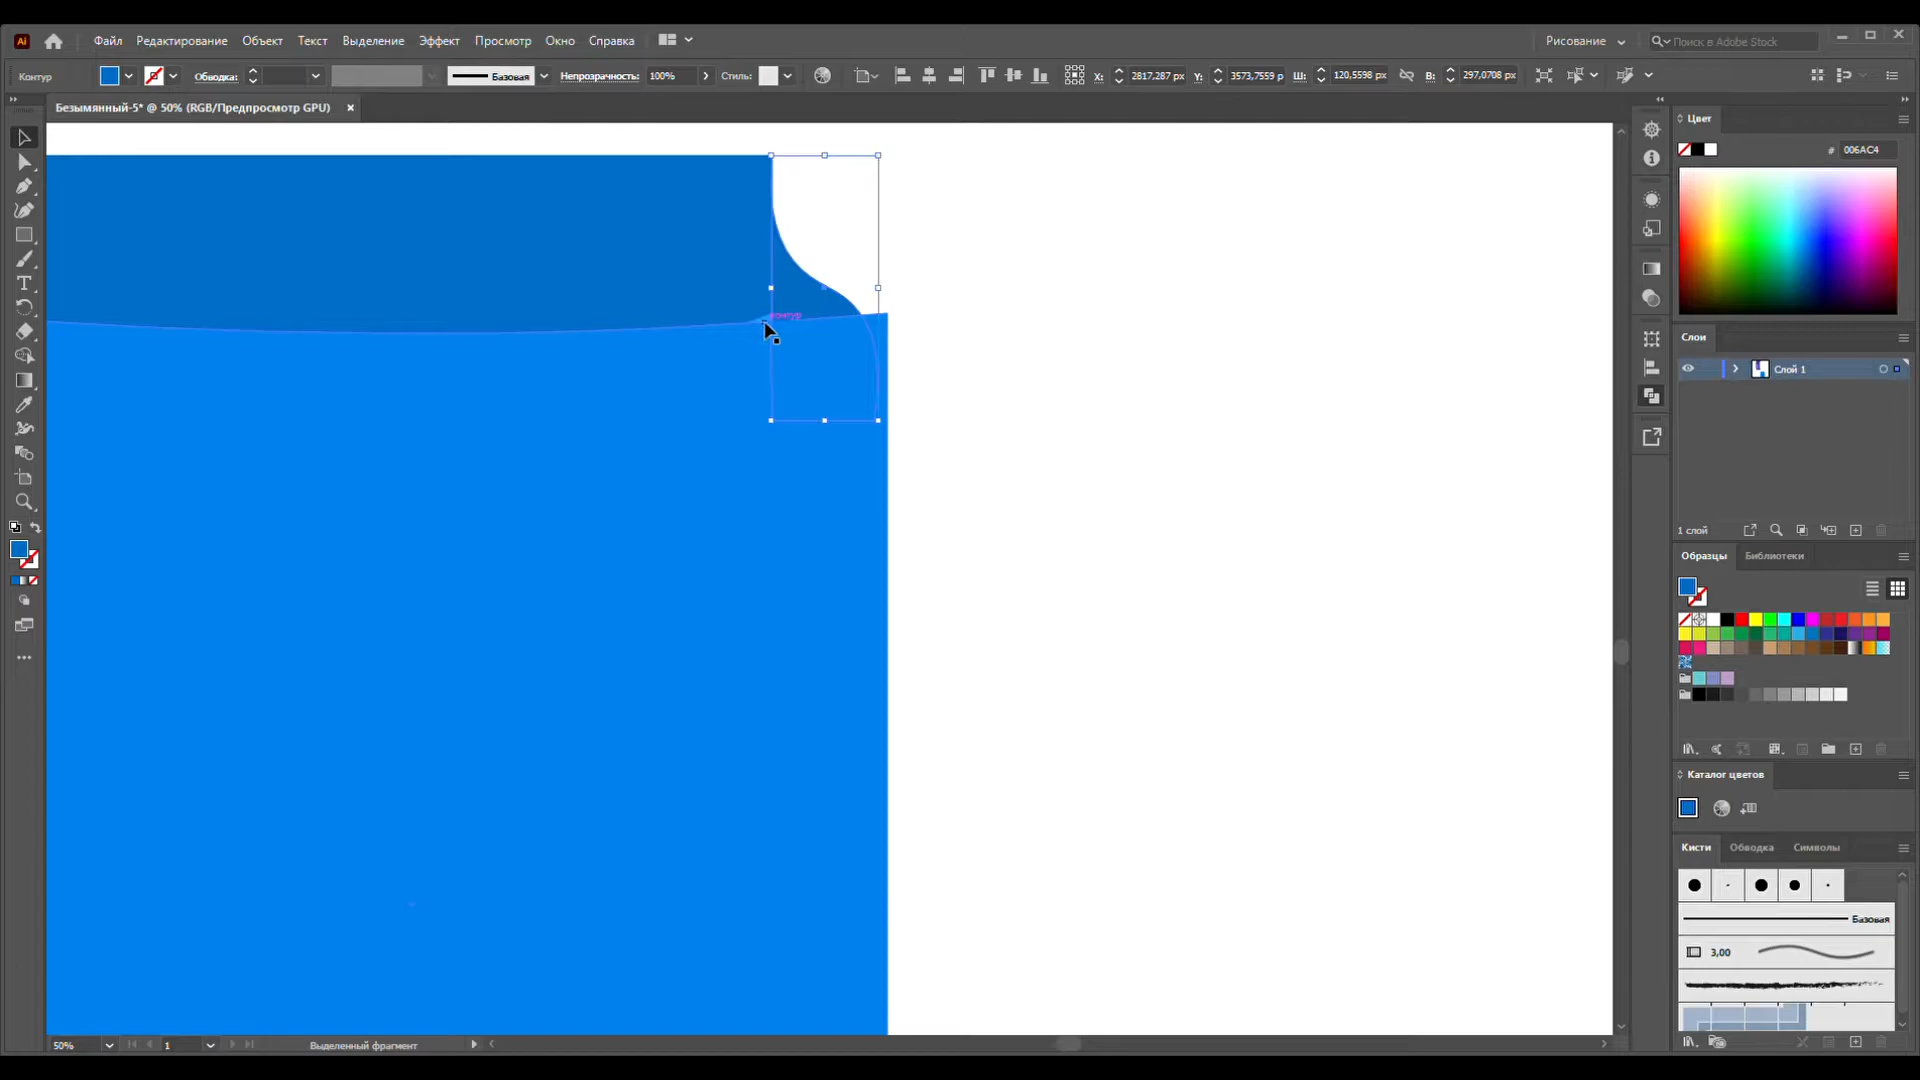 Ai Файл Редактирование Объект Текст Выделение Эффект Просмотр Окно Справка Рисование Поиск в Adobe Stock
Контур Обводка: Базовая Непрозрачность: 100% Стиль: X: 2817,287 px Y: 3573,7559 p Ш: 120,5598 px В: 297,0708 px
Безымянный-5* @ 50% (RGB/Предпросмотр GPU) ×
Цвет
# 006AC4
контур
Слои
Слой 1
1 слой
Образцы Библиотеки
Каталог цветов
Кисти Обводка Символы
Базовая
3,00
50% 1 Выделенный фрагмент